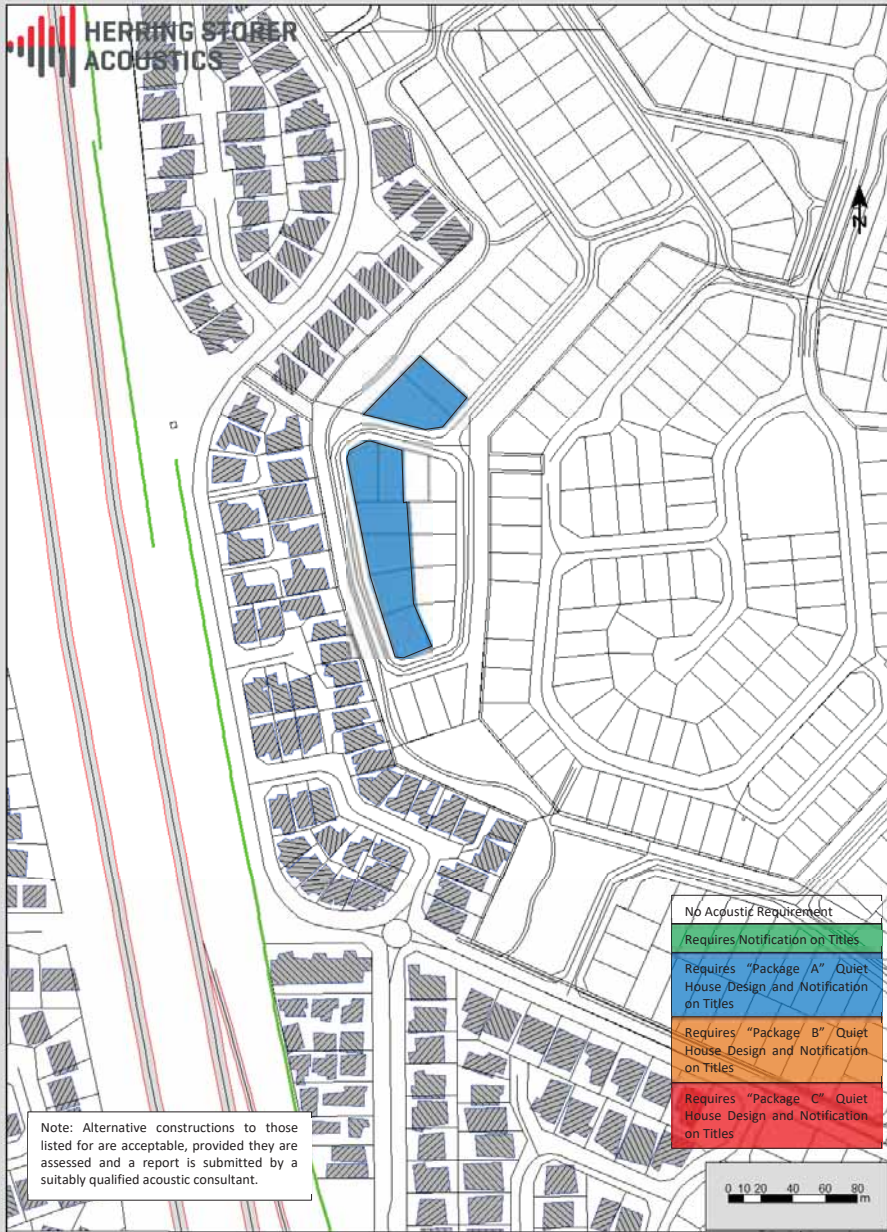 HERRING STORER
ACOUSTICS
N
No Acoustic Requirement
Requires Notification on Titles
Requires "Package A" Quiet
House Design and Notification
on Titles
Requires "Package B" Quiet
House Design and Notification
on Titles
Requires "Package C" Quiet
House Design and Notification
on Titles
Note: Alternative constructions to those
listed for are acceptable, provided they are
assessed and a report is submitted by a
suitably qualified acoustic consultant.
0 10 20 40 60 80
m